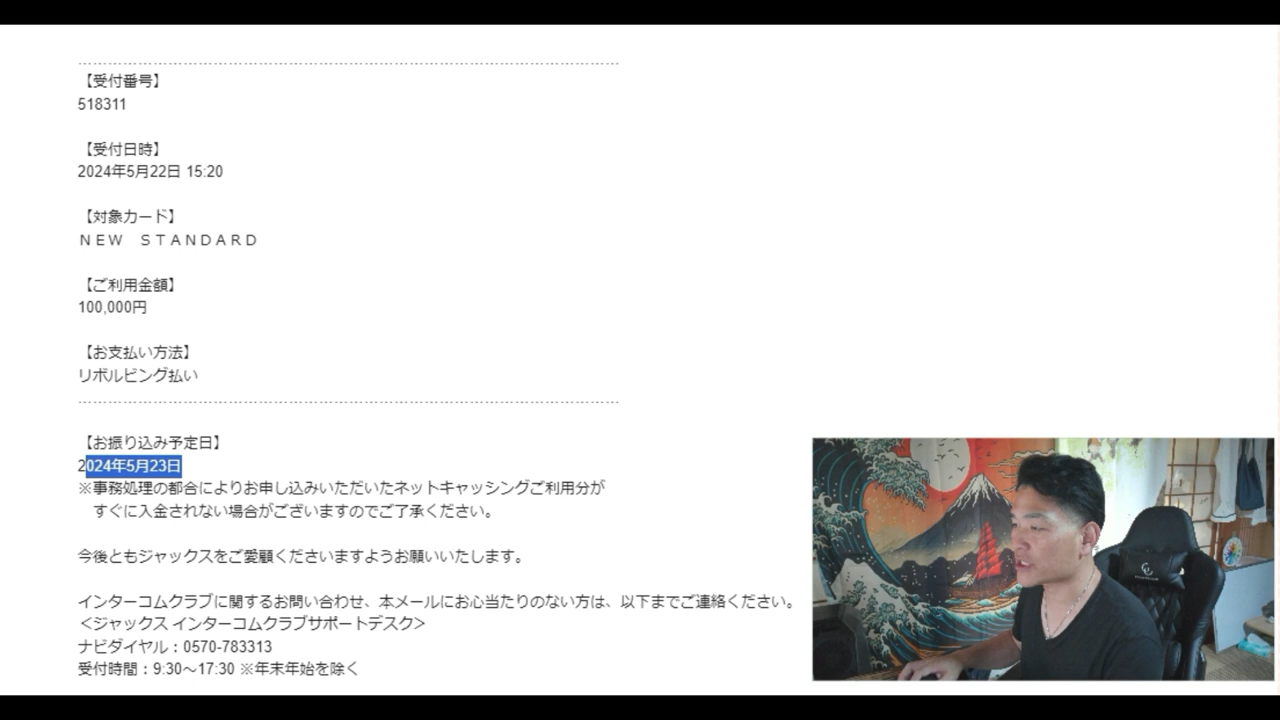 【受付番号】
518311
【受付日時】
2024年5月22日 15:20
【対象カード】
ＮＥＷ　ＳＴＡＮＤＡＲＤ
【ご利用金額】
100,000円
【お支払い方法】
リボルビング払い
【お振り込み予定日】
2024年5月23日
※事務処理の都合によりお申し込みいただいたネットキャッシングご利用分が
すぐに入金されない場合がございますのでご了承ください。
今後ともジャックスをご愛顧くださいますようお願いいたします。
インターコムクラブに関するお問い合わせ、本メールにお心当たりのない方は、以下までご連絡ください。
＜ジャックス インターコムクラブサポートデスク＞
ナビダイヤル：0570-783313
受付時間：9:30～17:30 ※年末年始を除く